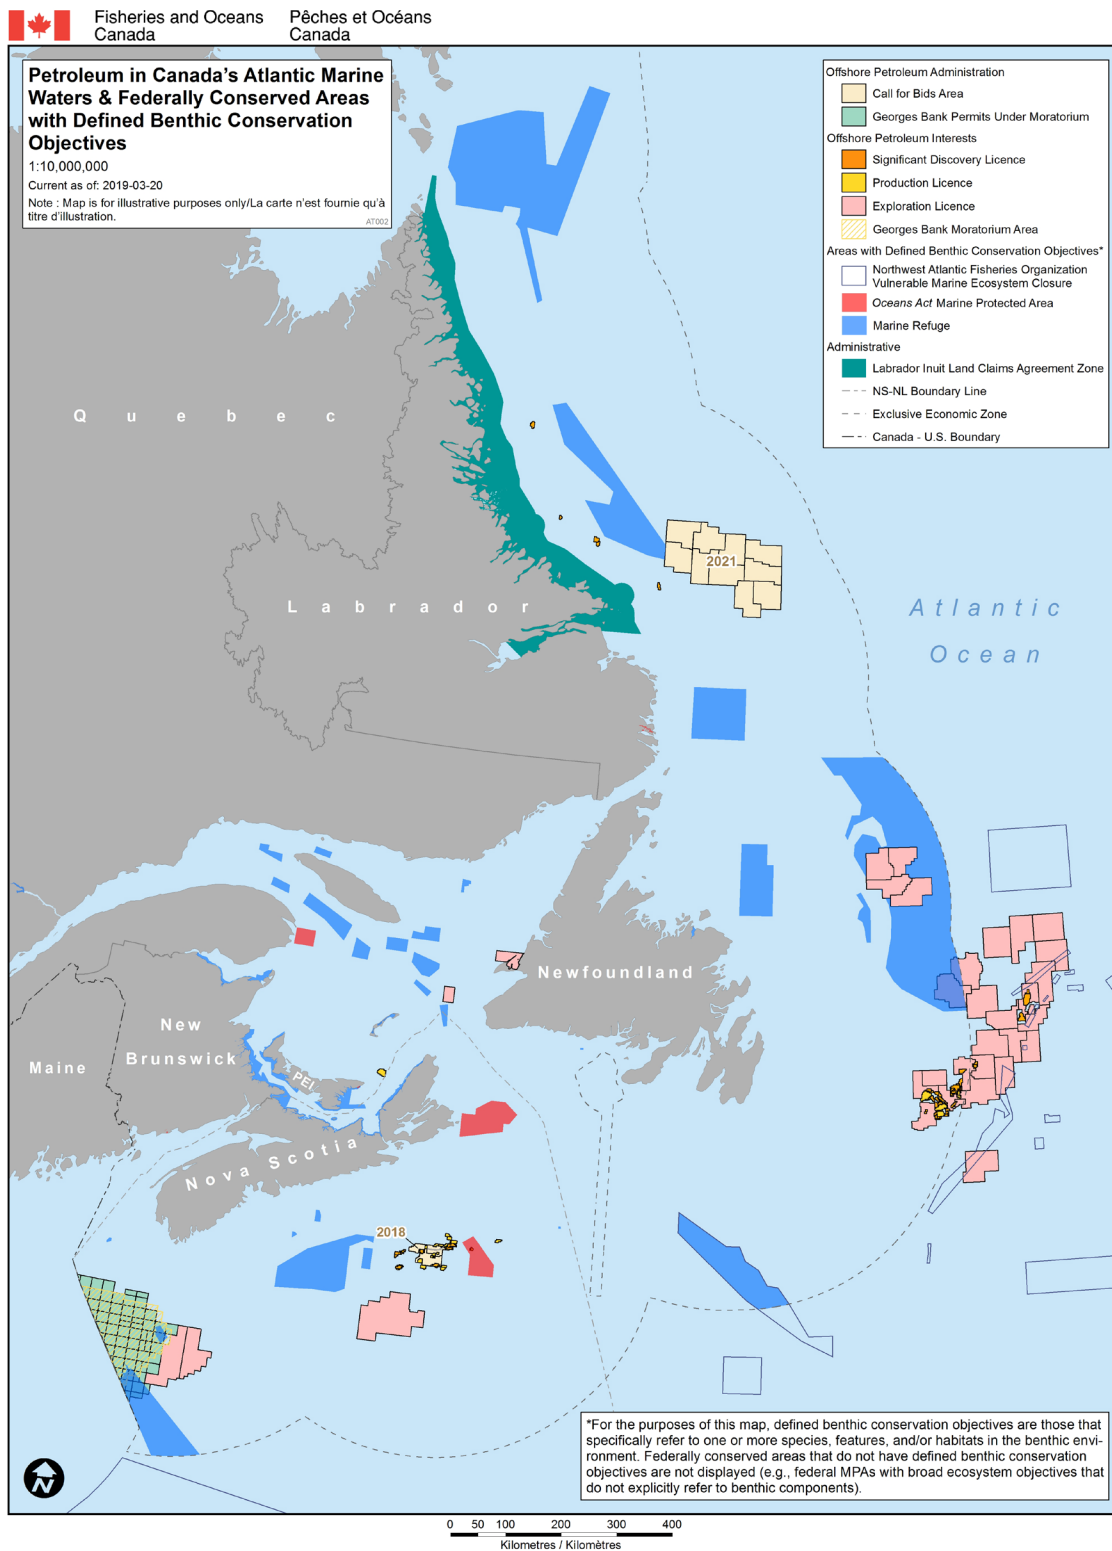 Fisheries and Oceans
Canada
Pêches et Océans
Canada
Petroleum in Canada's Atlantic Marine
Waters & Federally Conserved Areas
with Defined Benthic Conservation
Objectives
1:10,000,000
Current as of: 2019-03-20
Note : Map is for illustrative purposes only/La carte n'est fournie qu'à
titre d'illustration.
AT002
Offshore Petroleum Administration
Call for Bids Area
Georges Bank Permits Under Moratorium
Offshore Petroleum Interests
Significant Discovery Licence
Production Licence
Exploration Licence
Georges Bank Moratorium Area
Areas with Defined Benthic Conservation Objectives*
Northwest Atlantic Fisheries Organization
Vulnerable Marine Ecosystem Closure
Oceans Act Marine Protected Area
Marine Refuge
Administrative
Labrador Inuit Land Claims Agreement Zone
NS-NL Boundary Line
Exclusive Economic Zone
Canada - U.S. Boundary
Quebec
2021
Labrador
Atlantic
Ocean
Newfoundland
New
Brunswick
Maine
PEI
Nova Scotia
2018
*For the purposes of this map, defined benthic conservation objectives are those that
specifically refer to one or more species, features, and/or habitats in the benthic envi-
ronment. Federally conserved areas that do not have defined benthic conservation
objectives are not displayed (e.g., federal MPAs with broad ecosystem objectives that
do not explicitly refer to benthic components).
N
0 50 100 200 300 400
Kilometres / Kilomètres